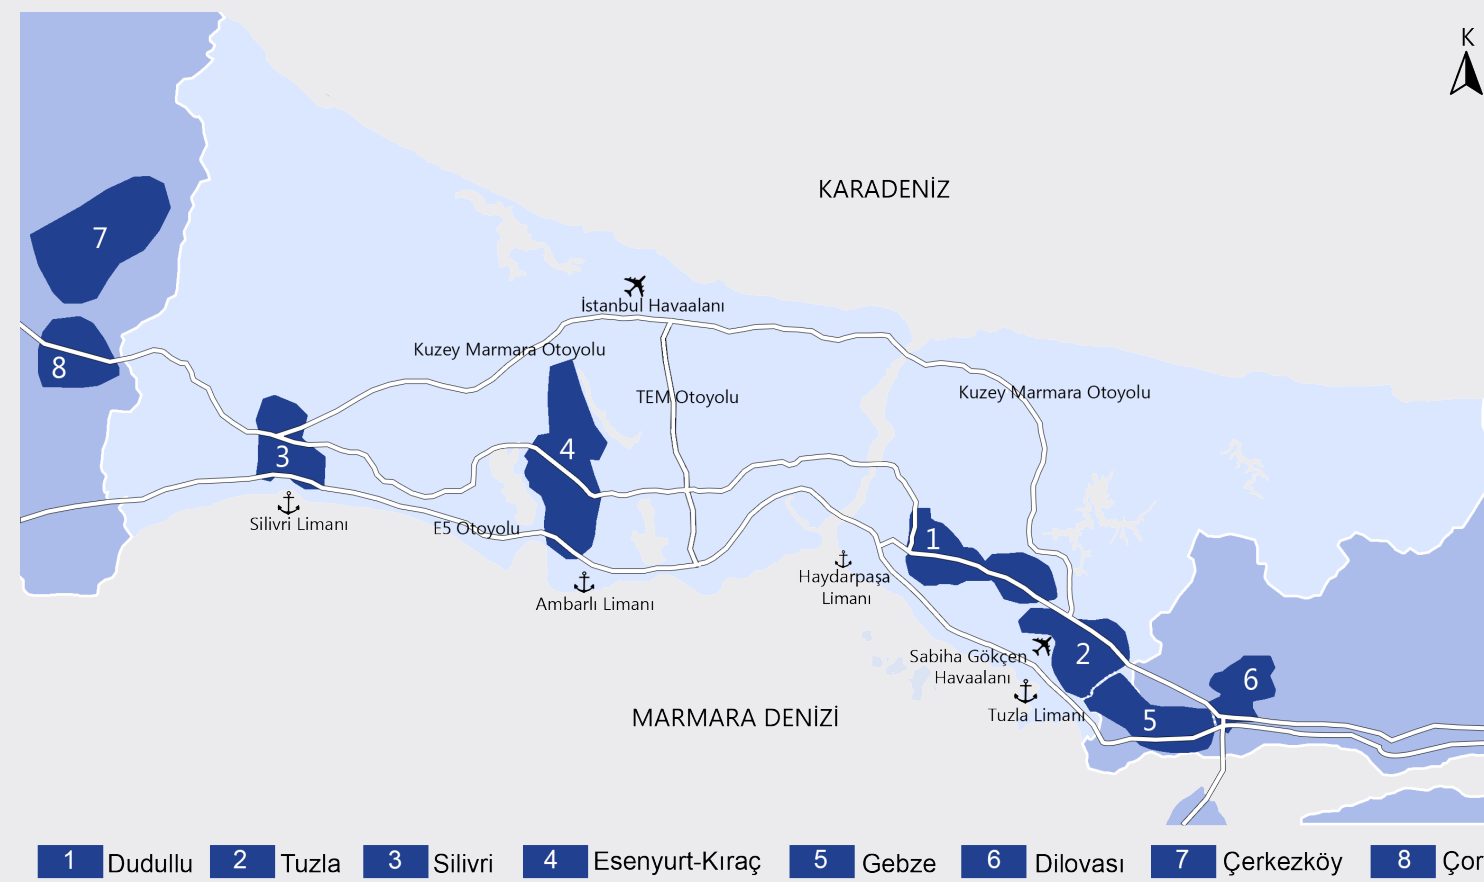 K
KARADENİZ
7
İstanbul Havaalanı
Kuzey Marmara Otoyolu
8
TEM Otoyolu
Kuzey Marmara Otoyolu
4
3
Silivri Limanı
E5 Otoyolu
1
Haydarpaşa
Limanı
Ambarlı Limanı
2
Sabiha Gökçen
Havaalanı
6
MARMARA DENİZİ
Tuzla Limanı
5
1 Dudullu 2 Tuzla 3 Silivri 4 Esenyurt-Kıraç 5 Gebze 6 Dilovası 7 Çerkezköy 8 Çor